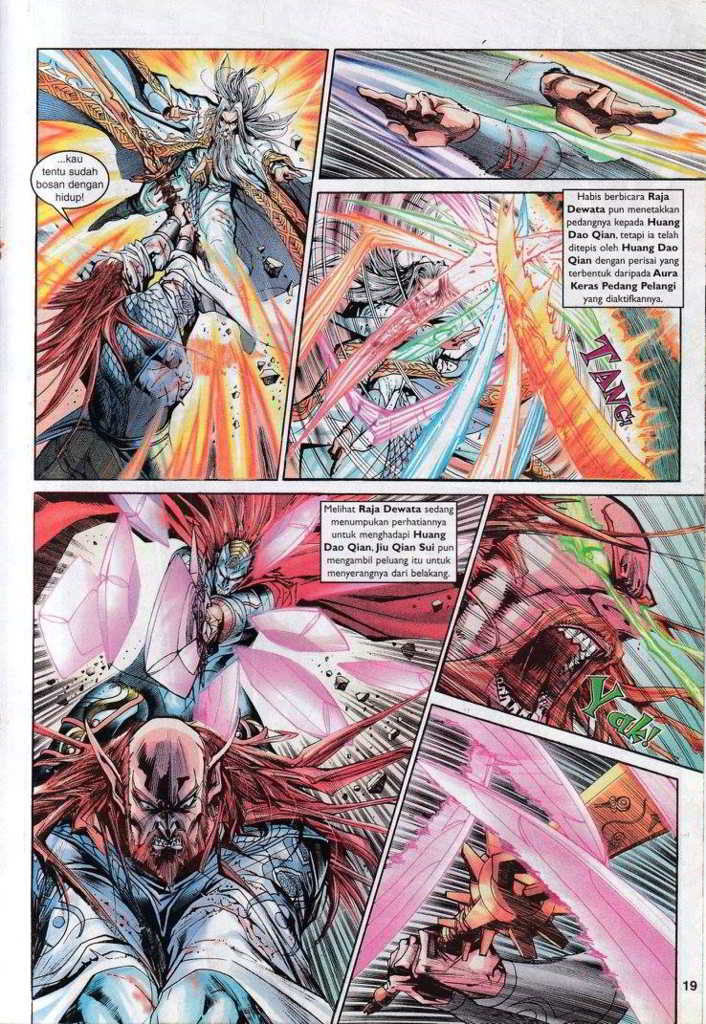 ...kau
tentu sudah
bosan dengan
hidup!
Habis berbicara Raja
Dewata pun menetakkan
pedangnya kepada Huang
Dao Qian, tetapi ia telah
ditepis oleh Huang Dao
Qian dengan perisai yang
terbentuk daripada Aura
Keras Pedang Pelangi
yang diaktifkannya.
TANG!
Melihat Raja Dewata sedang
menumpukan perhatiannya
untuk menghadapi Huang
Dao Qian, Jiu Qian Sui pun
mengambil peluang itu untuk
menyerangnya dari belakang.
Yak!
19